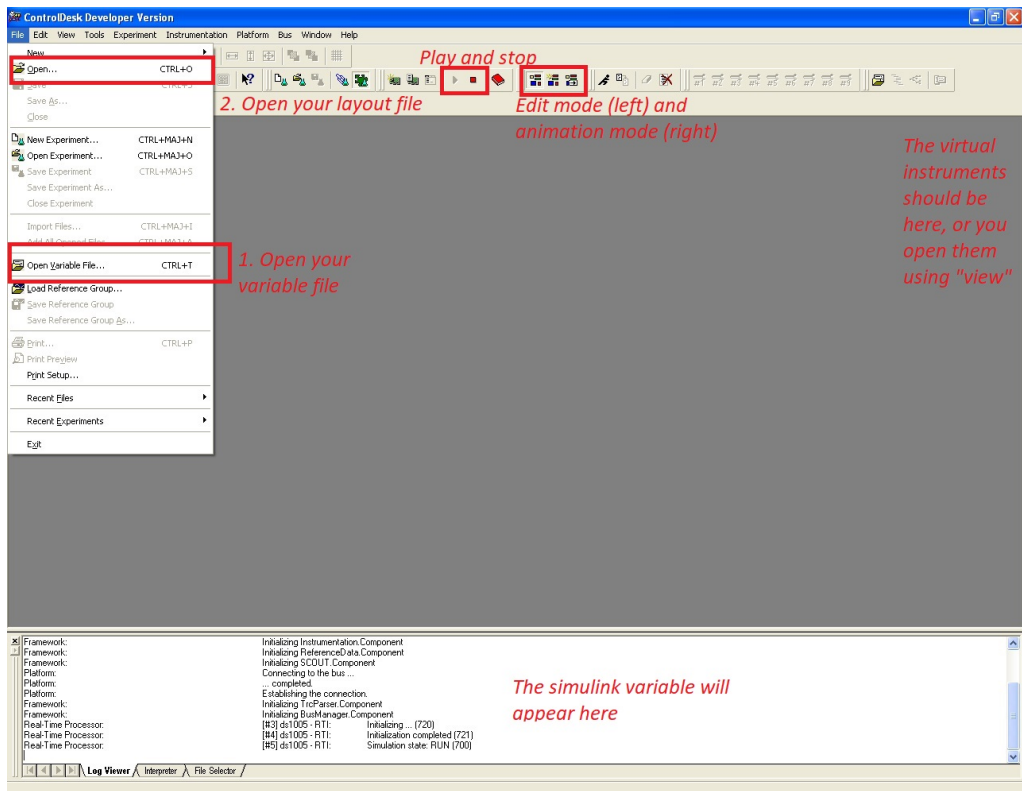 ControlDesk Developer Version
File Edit View Tools Experiment Instrumentation Platform Bus Window Help
New
Play and stop
Open... CTRL+O
Save CTRL+S
2. Open your layout file
Edit mode (left) and
animation mode (right)
Save As...
Close
The virtual
instruments
should be
here, or you
open them
using "view"
New Experiment... CTRL+MAJ+N
Open Experiment... CTRL+MAJ+O
Save Experiment CTRL+MAJ+S
Save Experiment As...
Close Experiment
Import Files... CTRL+MAJ+I
Add All Opened Files CTRL+MAJ+A
1. Open your
variable file
Open Variable File... CTRL+T
Load Reference Group...
Save Reference Group
Save Reference Group As...
Print... CTRL+P
Print Preview
Print Setup...
Recent Files
Recent Experiments
Exit
Framework: Initializing Instrumentation.Component
Framework: Initializing ReferenceData.Component
Framework: Initializing SCOUT.Component
Platform: Connecting to the bus ...
Platform: ... completed.
Platform: Establishing the connection.
Framework: Initializing TrcParser.Component
Framework: Initializing BusManager.Component
Real-Time Processor: [#3] ds1005 - RTI: Initializing ... (720)
Real-Time Processor: [#4] ds1005 - RTI: Initialization completed (721)
Real-Time Processor: [#5] ds1005 - RTI: Simulation state: RUN (700)
The simulink variable will
appear here
Log Viewer Interpreter File Selector